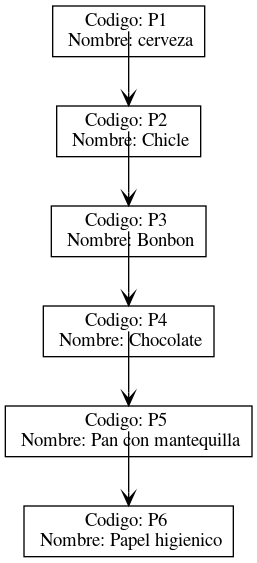 Codigo: P1
Nombre: cerveza
Codigo: P2
Nombre: Chicle
Codigo: P3
Nombre: Bonbon
Codigo: P4
Nombre: Chocolate
Codigo: P5
Nombre: Pan con mantequilla
Codigo: P6
Nombre: Papel higienico